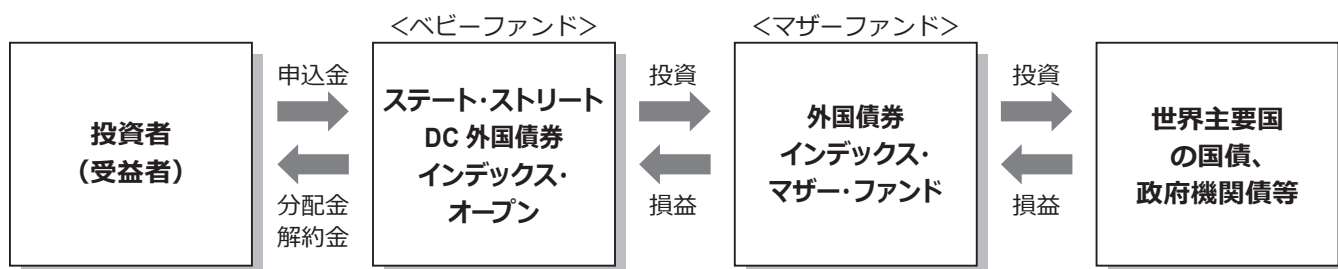 <ベビーファンド>
<マザーファンド>
投資者
（受益者）
申込金
分配金
解約金
ステート・ストリート
DC 外国債券
インデックス・
オープン
投資
損益
外国債券
インデックス・
マザー・ファンド
投資
損益
世界主要国
の国債、
政府機関債等